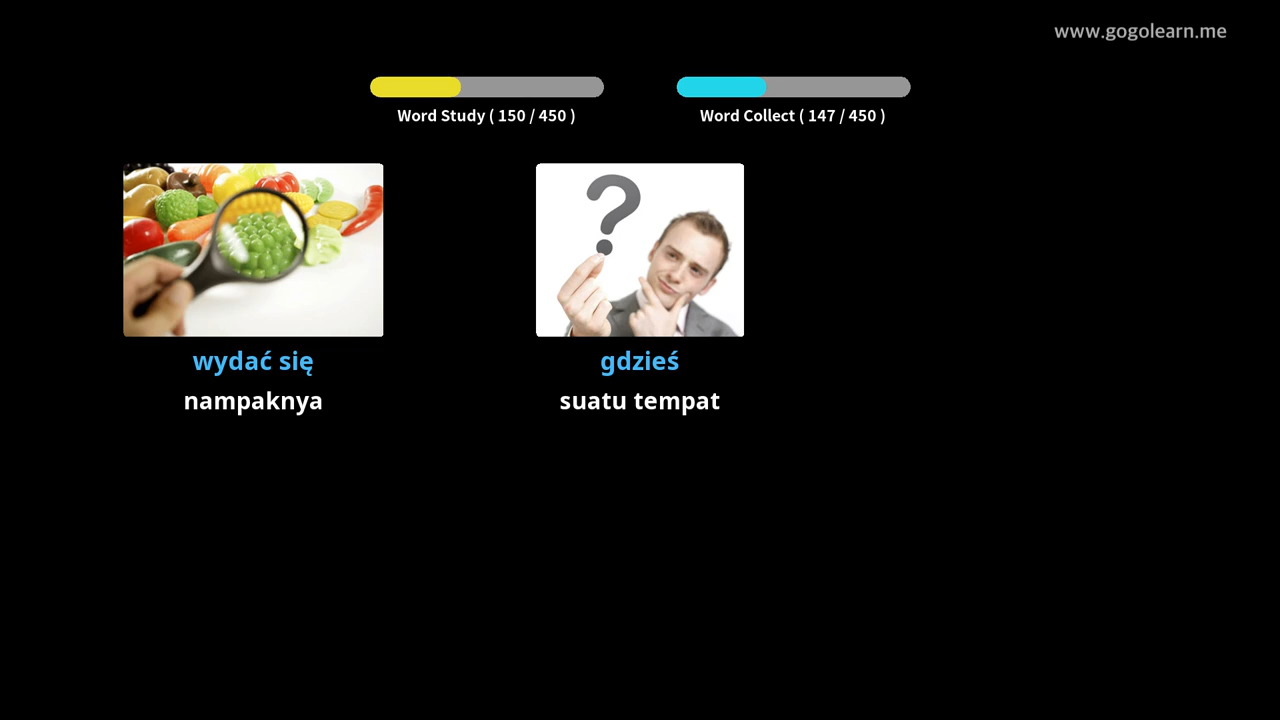 www.gogolearn.me
Word Study ( 150 / 450 )
Word Collect ( 147 / 450 )
wydać się
nampaknya
gdzieś
suatu tempat